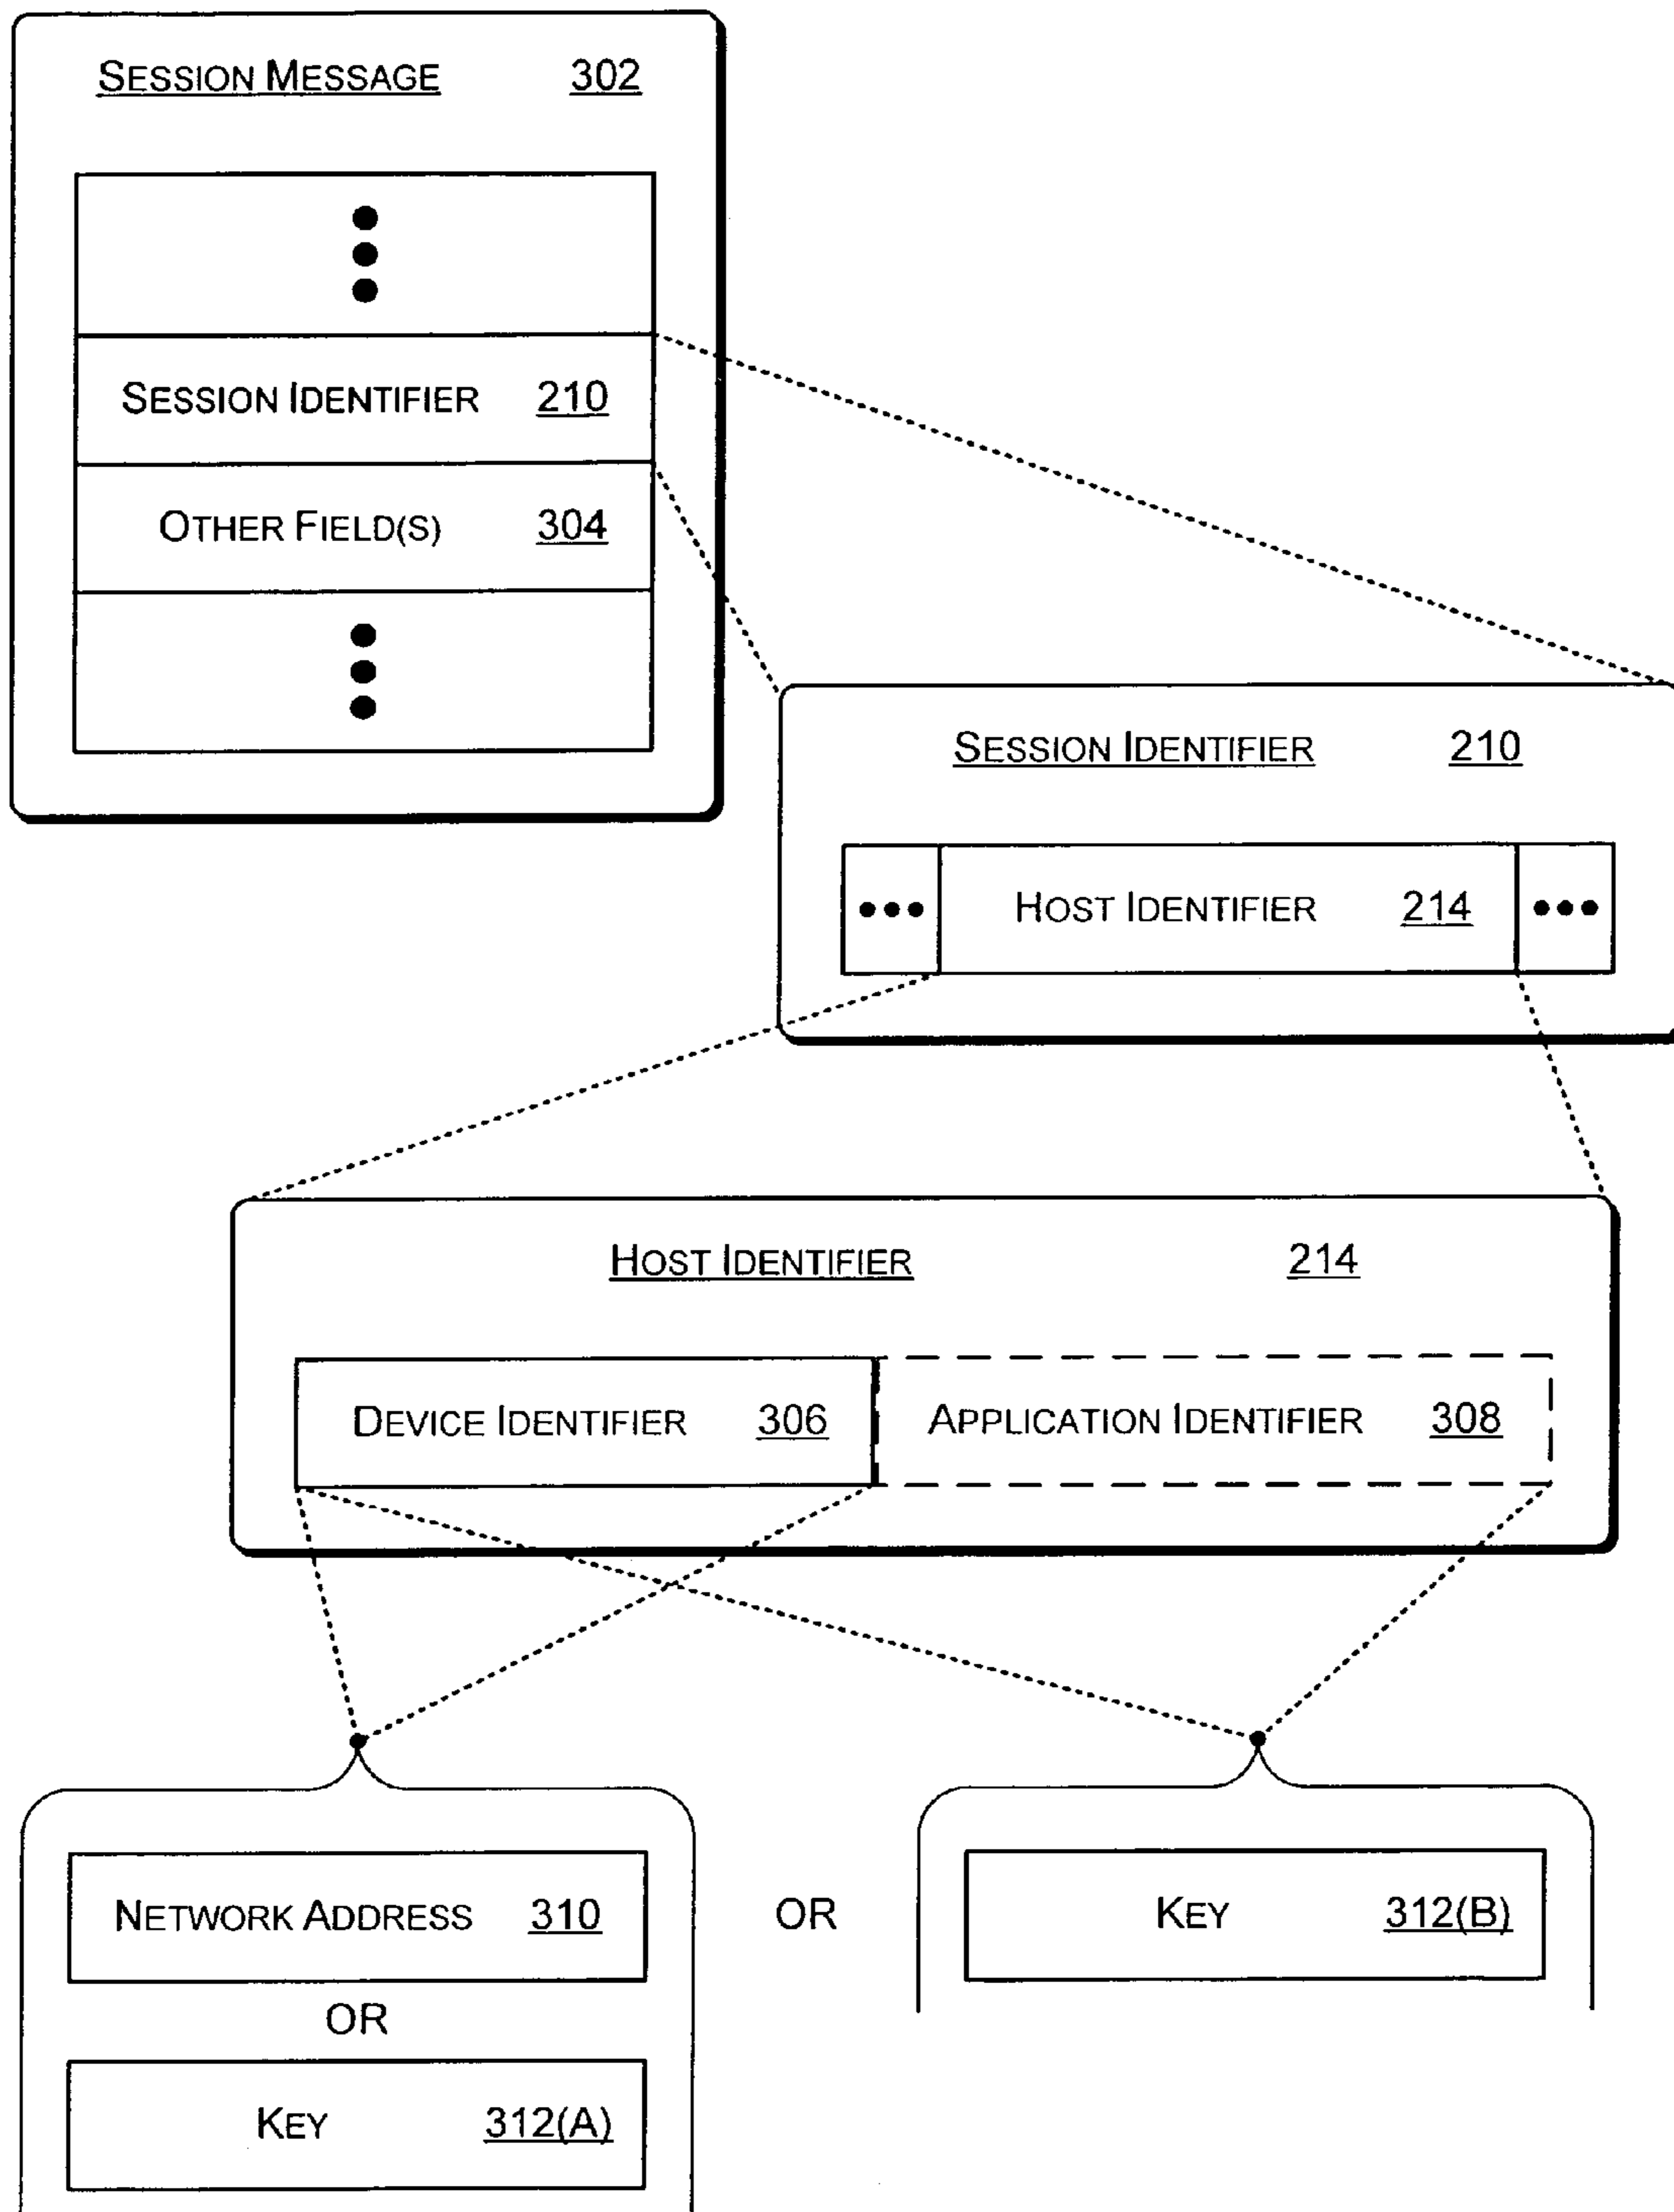 SESSION MESSAGE 302
SESSION IDENTIFIER 210
OTHER FIELD(S) 304
SESSION IDENTIFIER 210
HOST IDENTIFIER 214
HOST IDENTIFIER 214
DEVICE IDENTIFIER 306 APPLICATION IDENTIFIER 308
NETWORK ADDRESS 310 OR KEY 312(B)
OR
KEY 312(A)